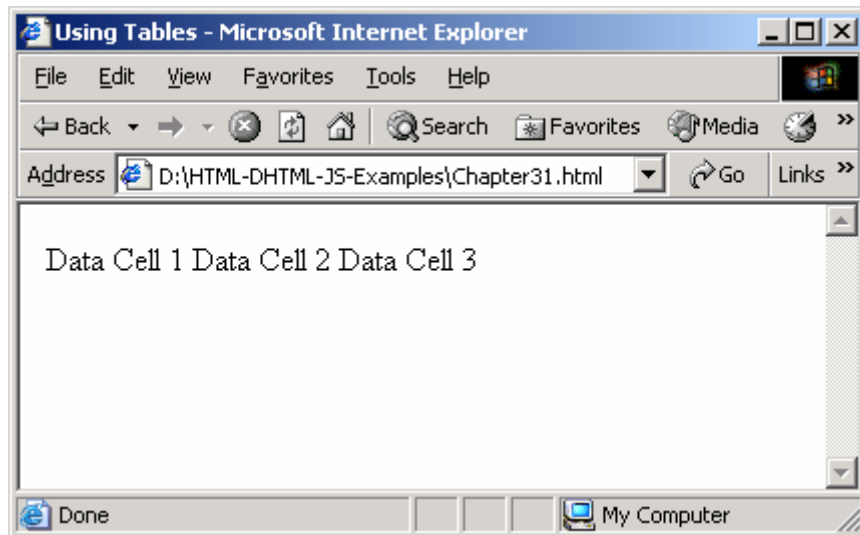 Using Tables - Microsoft Internet Explorer
File Edit View Favorites Tools Help
Back Search Favorites Media »
Address D:\HTML-DHTML-JS-Examples\Chapter31.html Go Links »
Data Cell 1 Data Cell 2 Data Cell 3
Done My Computer